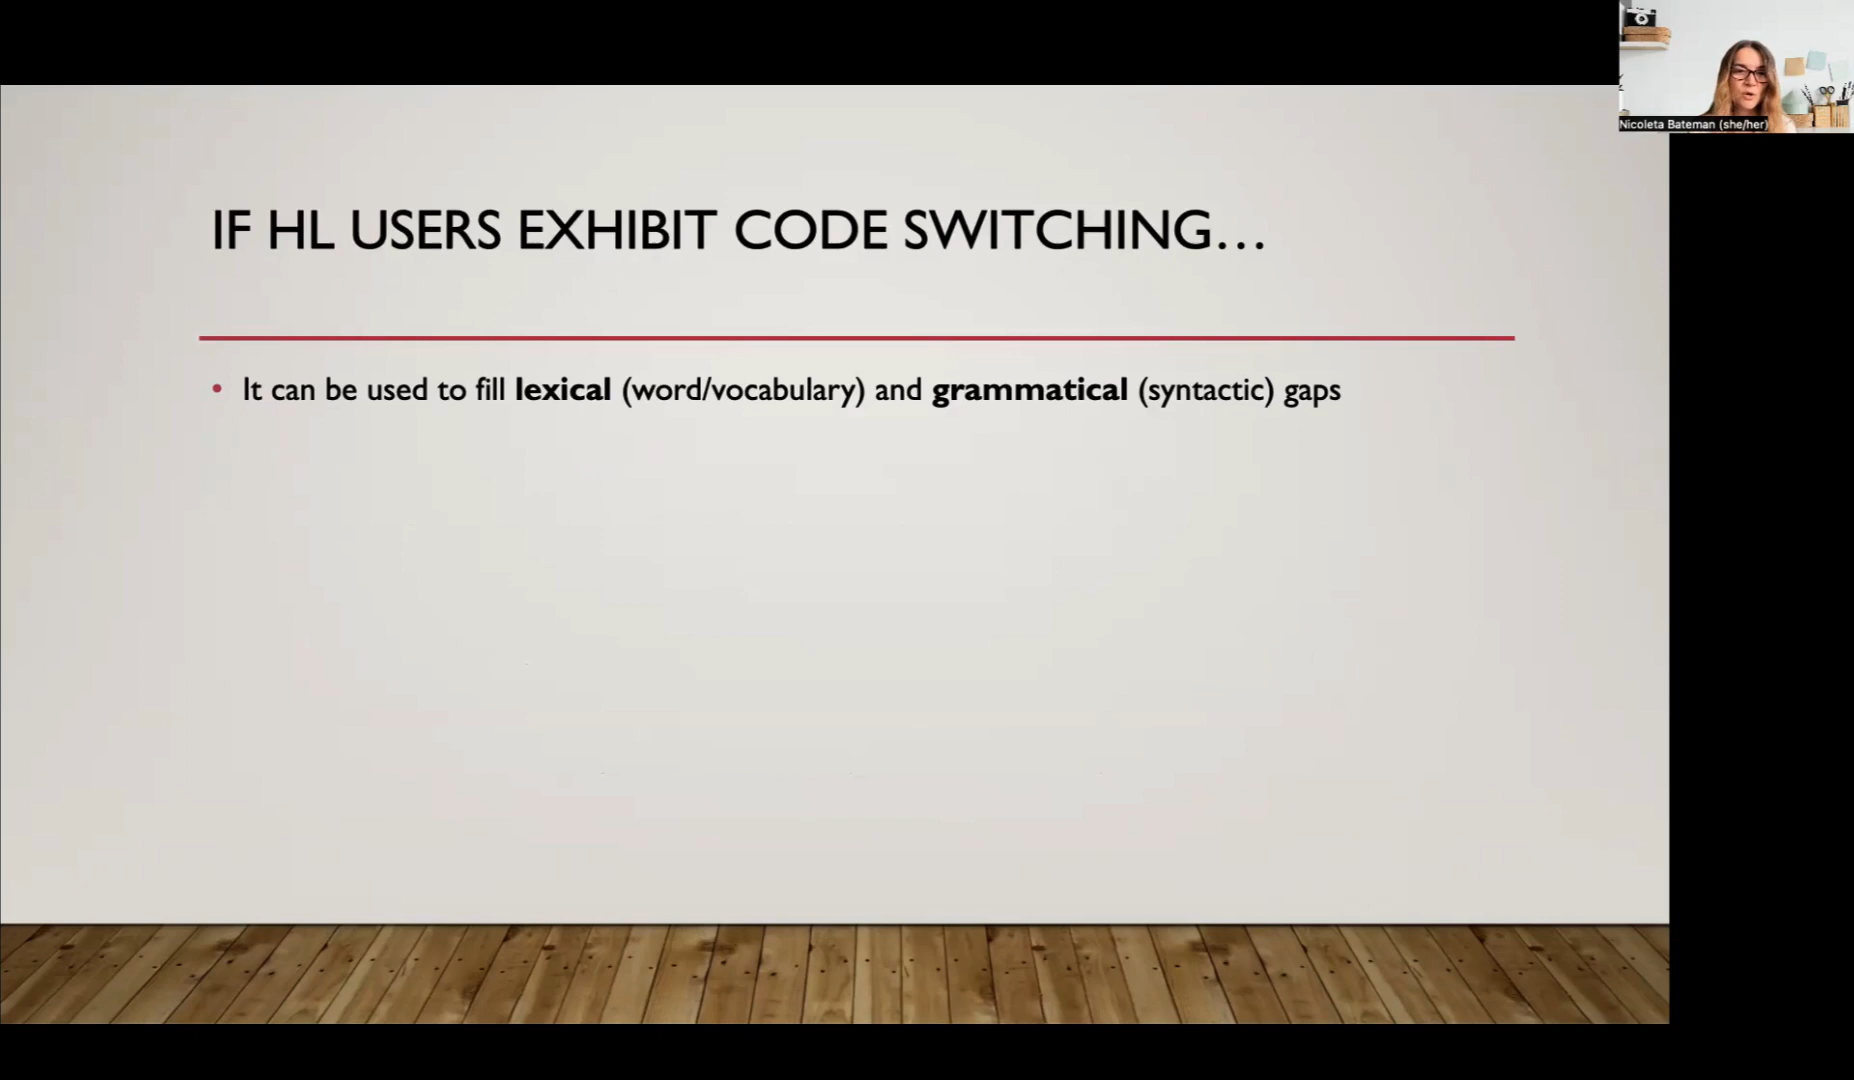 Nicoleta Bateman (she/her)
IF HL USERS EXHIBIT CODE SWITCHING…
• It can be used to fill lexical (word/vocabulary) and grammatical (syntactic) gaps